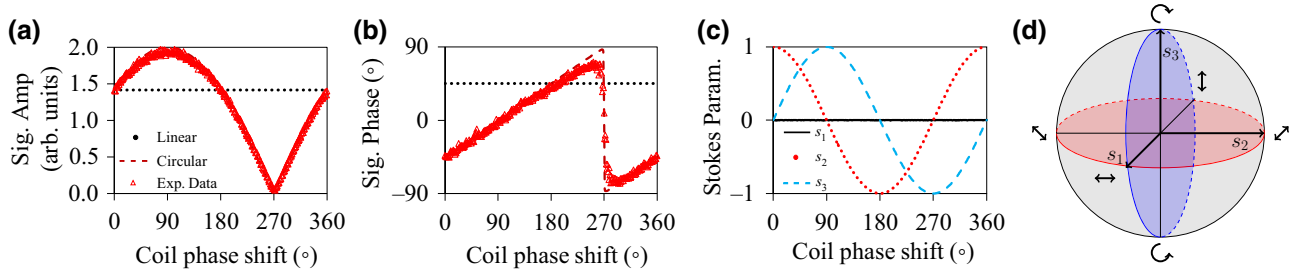 (a)
Sig. Amp
(arb. units)
2.0
1.5
1.0
0.5
0.0
Linear
Circular
Exp. Data
0 90 180 270 360
Coil phase shift (°)
(b)
Sig. Phase (°)
90
0
−90
0 90 180 270 360
Coil phase shift (°)
(c)
Stokes Param.
1
0
−1
s₁
s₂
s₃
0 90 180 270 360
Coil phase shift (°)
(d)
s₃
s₂
s₁